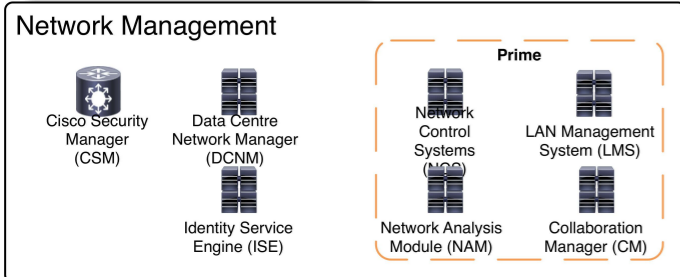 Network Management
Prime
Cisco Security
Manager
(CSM)
Data Centre
Network Manager
(DCNM)
Network
Control
Systems
(NCS)
LAN Management
System (LMS)
Identity Service
Engine (ISE)
Network Analysis
Module (NAM)
Collaboration
Manager (CM)